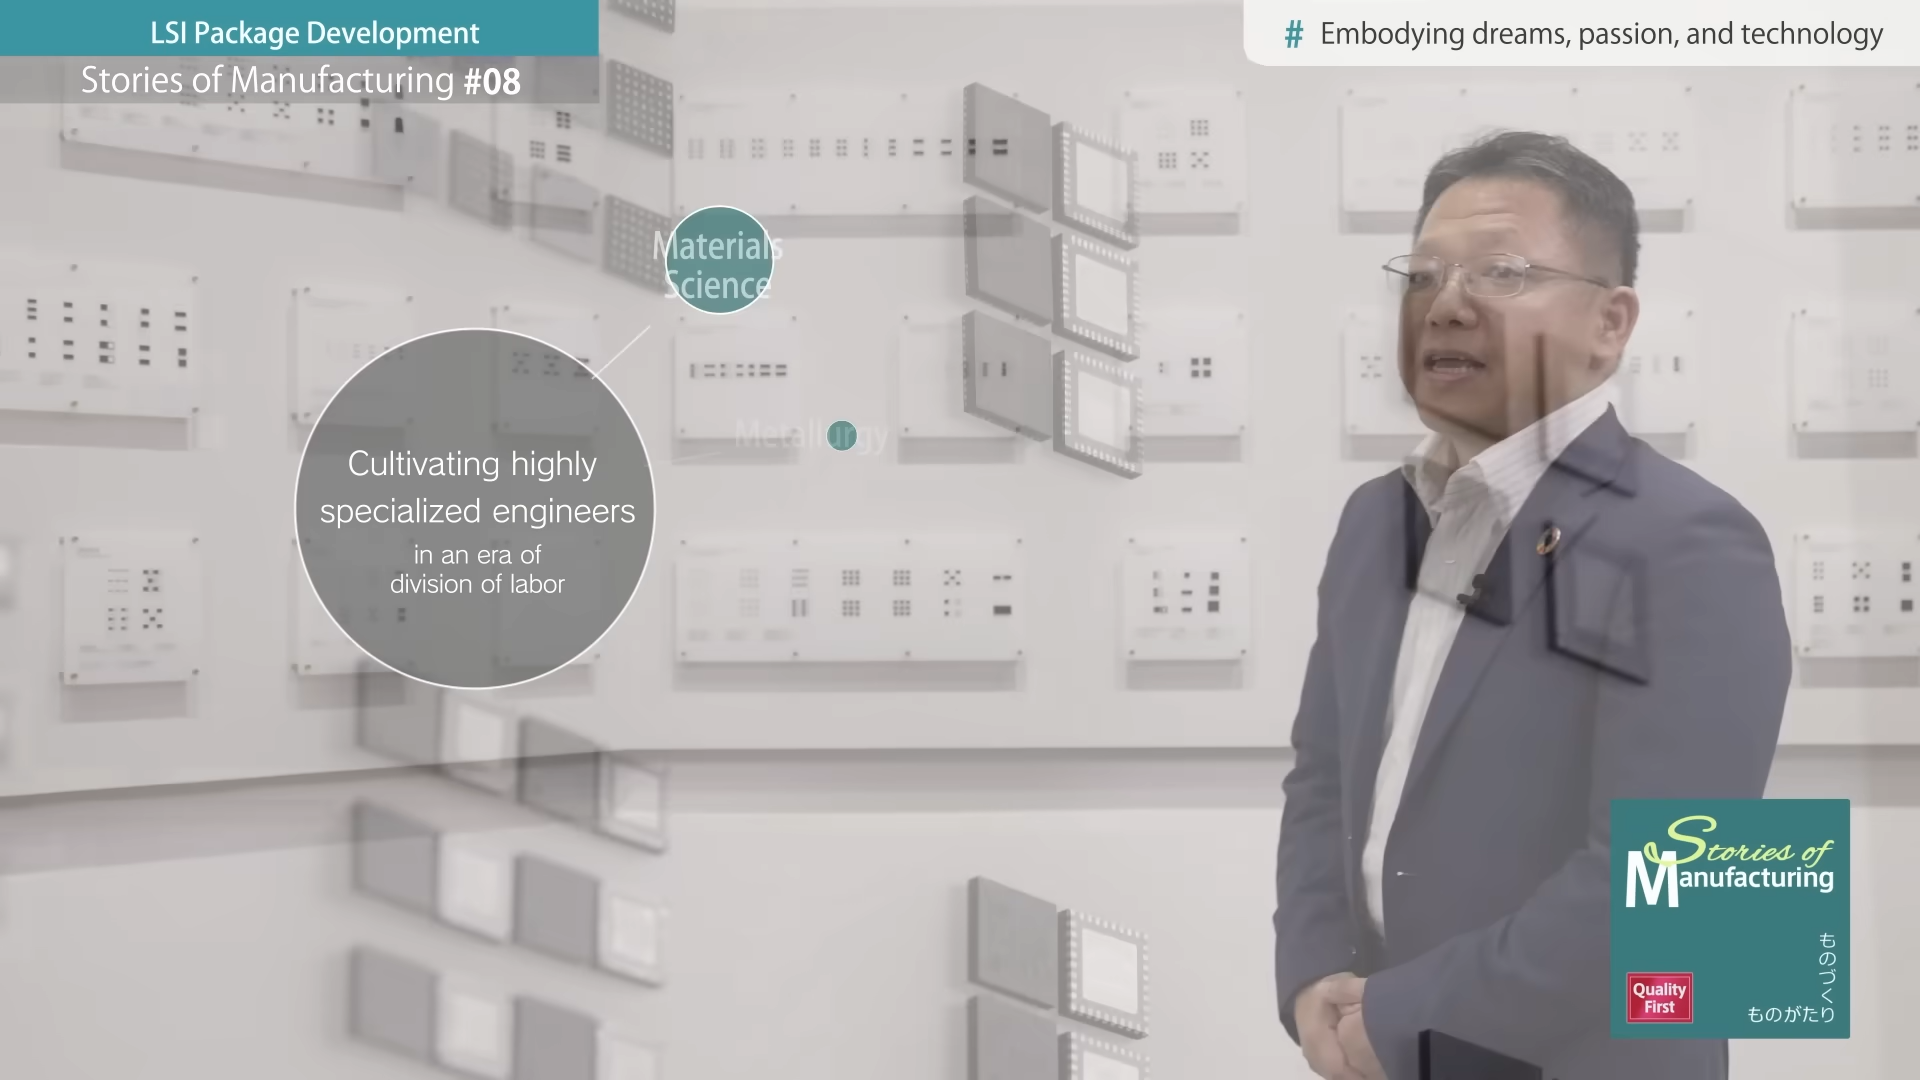 LSI Package Development
Stories of Manufacturing #08
# Embodying dreams, passion, and technology
Materials
Science
Metallurgy
Cultivating highly
specialized engineers
in an era of
division of labor
Stories of
Manufacturing
ものづくり
ものがたり
Quality
First